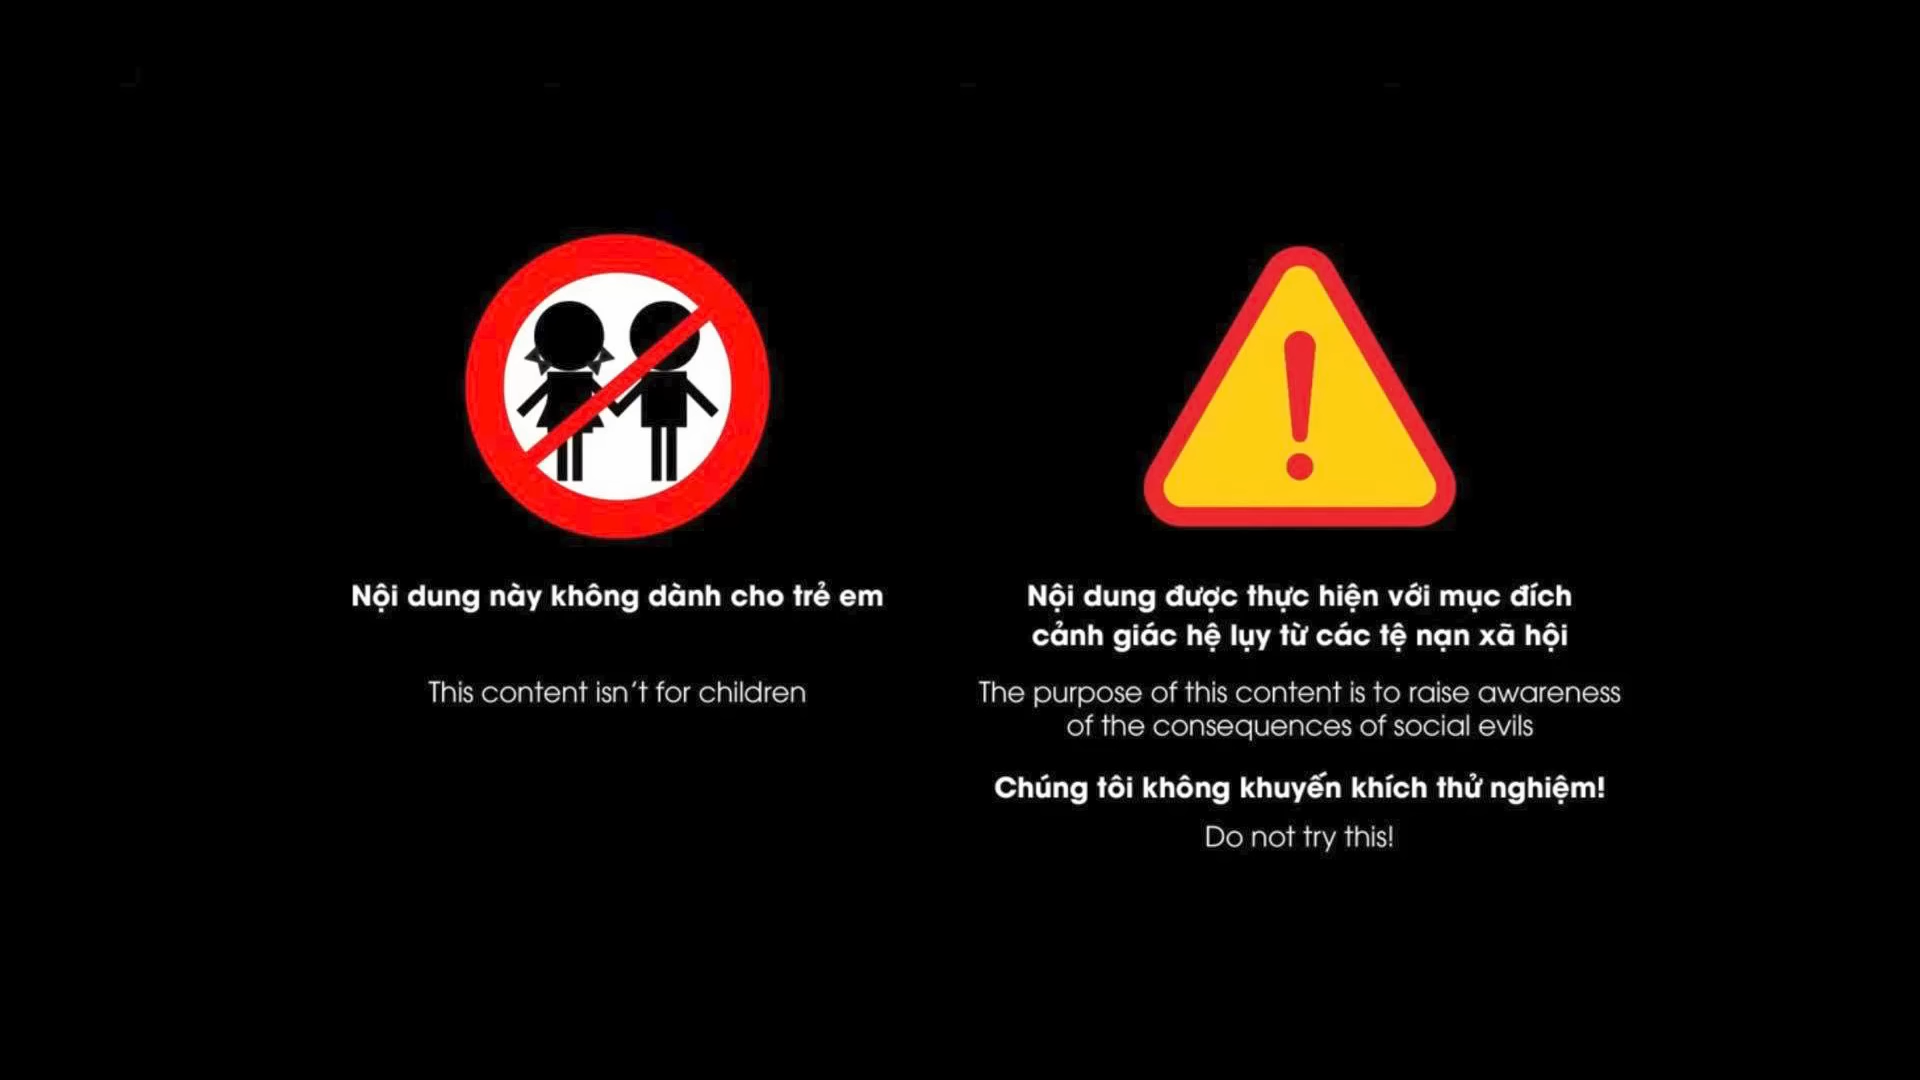 Nội dung này không dành cho trẻ em
This content isn't for children
Nội dung được thực hiện với mục đích
cảnh giác hệ lụy từ các tệ nạn xã hội
The purpose of this content is to raise awareness
of the consequences of social evils
Chúng tôi không khuyến khích thử nghiệm!
Do not try this!